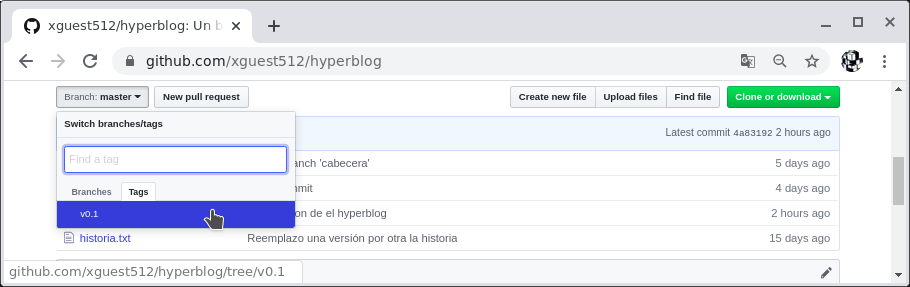 xguest512/hyperblog: Un b
github.com/xguest512/hyperblog
Branch: master
New pull request
Create new file
Upload files
Find file
Clone or download
Switch branches/tags
Latest commit 4a83192 2 hours ago
Find a tag
anch 'cabecera'
5 days ago
mmit
4 days ago
Branches
Tags
v0.1
on de el hyperblog
2 hours ago
historia.txt
Reemplazo una versión por otra la historia
15 days ago
github.com/xguest512/hyperblog/tree/v0.1